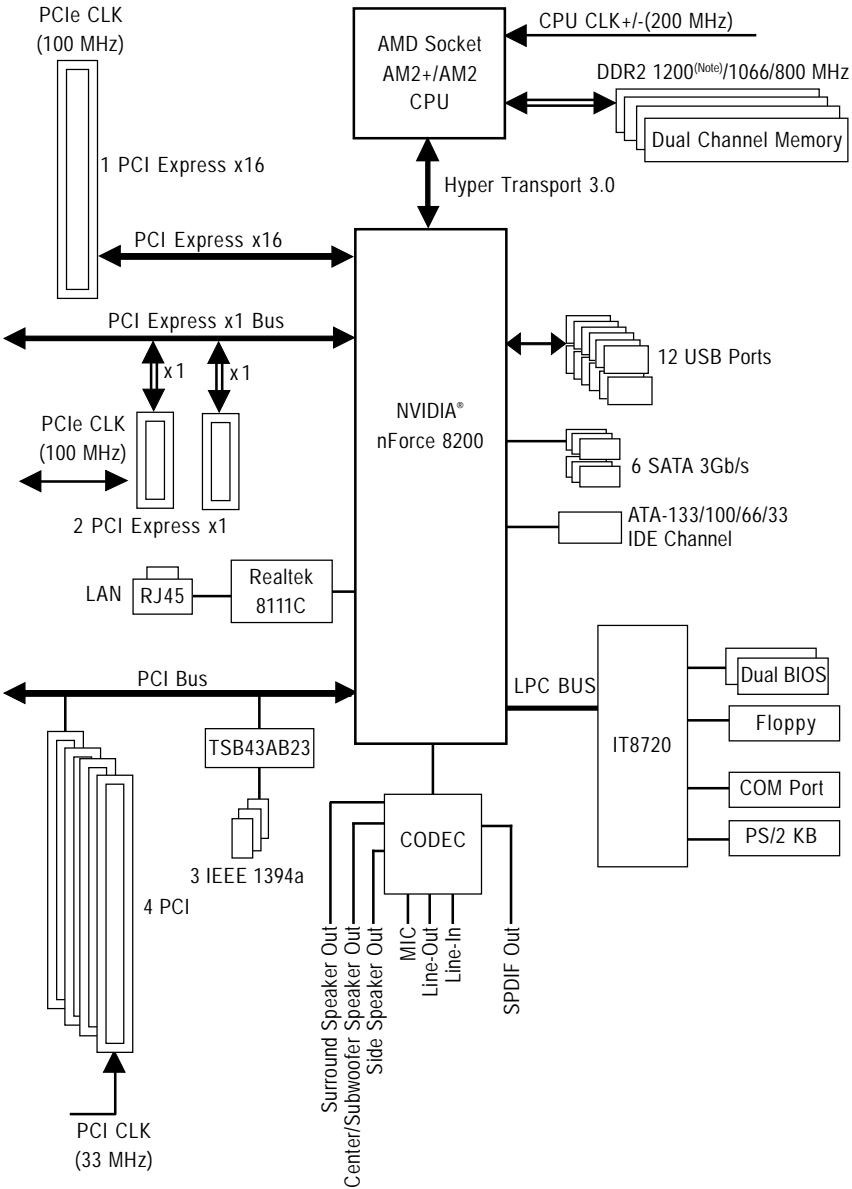 PCIe CLK
(100 MHz)
AMD Socket
AM2+/AM2
CPU
CPU CLK+/-(200 MHz)
DDR2 1200(Note)/1066/800 MHz
Dual Channel Memory
1 PCI Express x16
Hyper Transport 3.0
PCI Express x16
PCI Express x1 Bus
x1
x1
12 USB Ports
NVIDIA®
nForce 8200
PCIe CLK
(100 MHz)
6 SATA 3Gb/s
2 PCI Express x1
ATA-133/100/66/33
IDE Channel
LAN
RJ45
Realtek
8111C
PCI Bus
LPC BUS
Dual BIOS
Floppy
IT8720
TSB43AB23
COM Port
PS/2 KB
CODEC
3 IEEE 1394a
4 PCI
Surround Speaker Out
Center/Subwoofer Speaker Out
Side Speaker Out
MIC
Line-Out
Line-In
SPDIF Out
PCI CLK
(33 MHz)